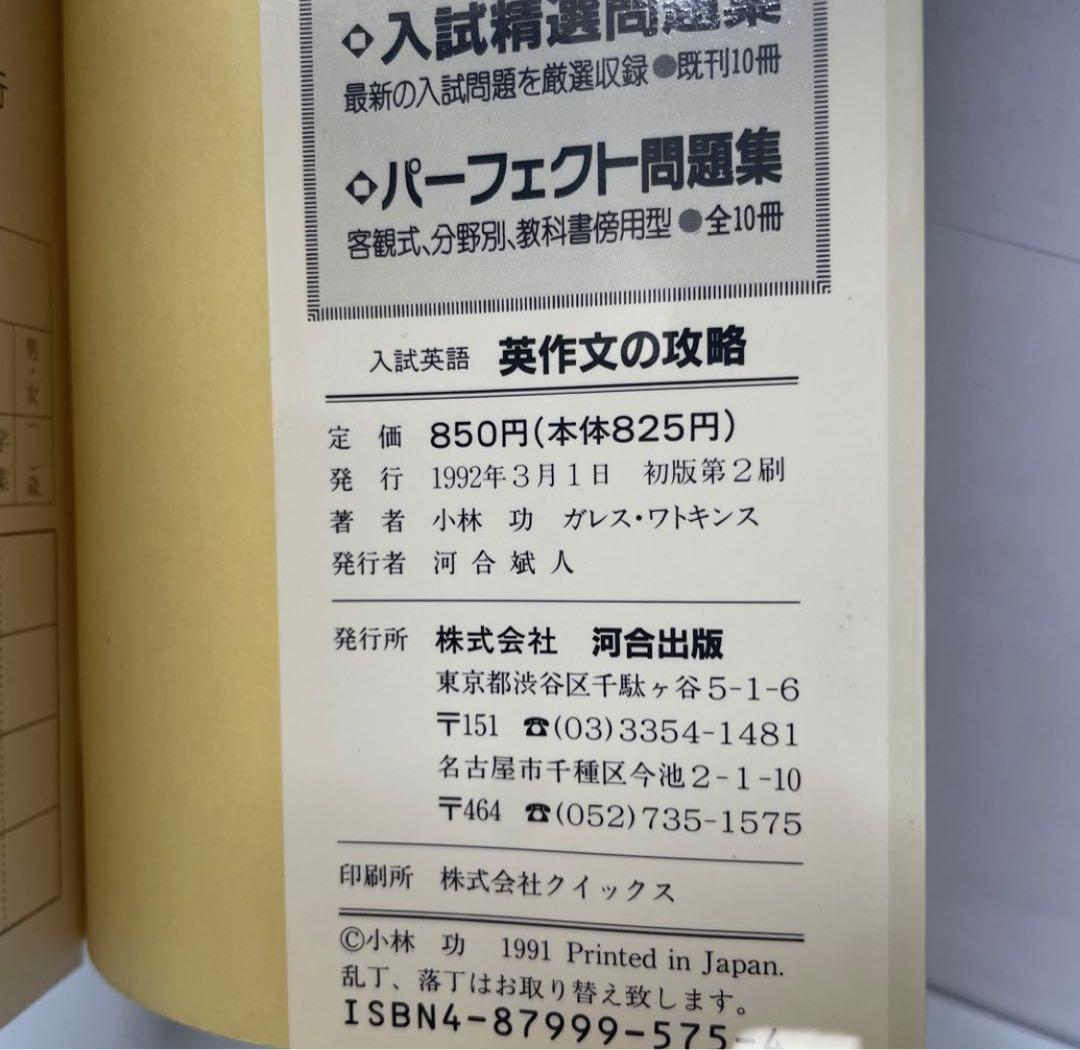 入試精選問題集
最新の入試問題を厳選収録●既刊10冊
パーフェクト問題集
客観式、分野別、教科書傍用型●全10冊
入試英語 英作文の攻略
定 価 850円(本体825円)
発 行 1992年3月1日 初版第2刷
著 者 小林 功 ガレス・ワトキンス
発行者 河合斌人
発行所 株式会社 河合出版
東京都渋谷区千駄ヶ谷5-1-6
〒151 ☎(03)3354-1481
名古屋市千種区今池2-1-10
〒464 ☎(052)735-1575
印刷所 株式会社クイックス
©小林 功 1991 Printed in Japan.
乱丁、落丁はお取り替え致します。
ISBN4-87999-575-4
男・女
歳